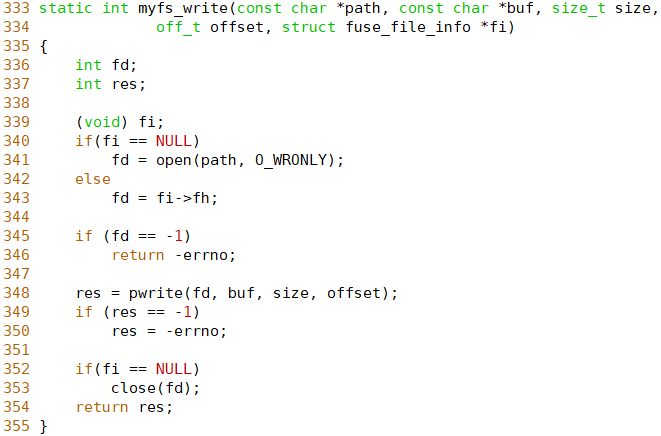 333 static int myfs_write(const char *path, const char *buf, size_t size,
334              off_t offset, struct fuse_file_info *fi)
335 {
336     int fd;
337     int res;
338
339     (void) fi;
340     if(fi == NULL)
341         fd = open(path, O_WRONLY);
342     else
343         fd = fi->fh;
344
345     if (fd == -1)
346         return -errno;
347
348     res = pwrite(fd, buf, size, offset);
349     if (res == -1)
350         res = -errno;
351
352     if(fi == NULL)
353         close(fd);
354     return res;
355 }